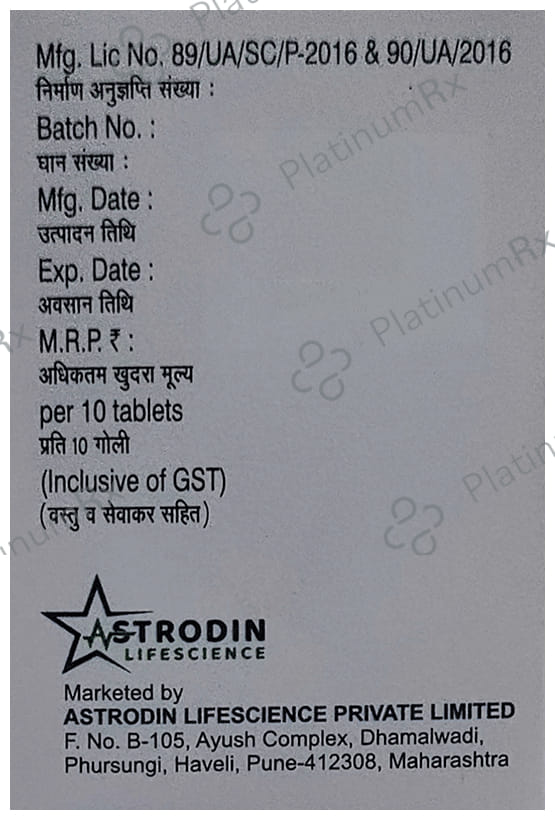 Mfg. Lic No. 89/UA/SC/P-2016 & 90/UA/2016
निर्माण अनुज्ञप्ति संख्या :
Batch No. :
घान संख्या :
Mfg. Date :
उत्पादन तिथि
Exp. Date :
अवसान तिथि
M.R.P. ₹ :
अधिकतम खुदरा मूल्य
per 10 tablets
प्रति 10 गोली
(Inclusive of GST)
(वस्तु व सेवाकर सहित)
ASTRODIN
LIFESCIENCE
Marketed by
ASTRODIN LIFESCIENCE PRIVATE LIMITED
F. No. B-105, Ayush Complex, Dhamalwadi,
Phursungi, Haveli, Pune-412308, Maharashtra
PlatinumRx
PlatinumRx